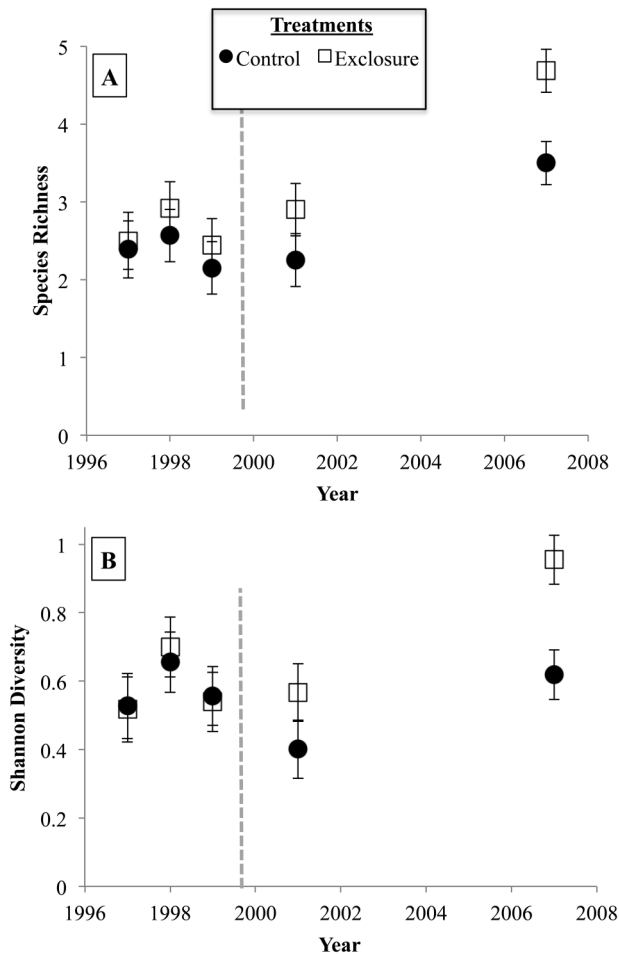 Treatments
Control Exclosure
A
5
4
3
2
1
0
Species Richness
1996 1998 2000 2002 2004 2006 2008
Year
B
1
0.8
0.6
0.4
0.2
0
Shannon Diversity
1996 1998 2000 2002 2004 2006 2008
Year